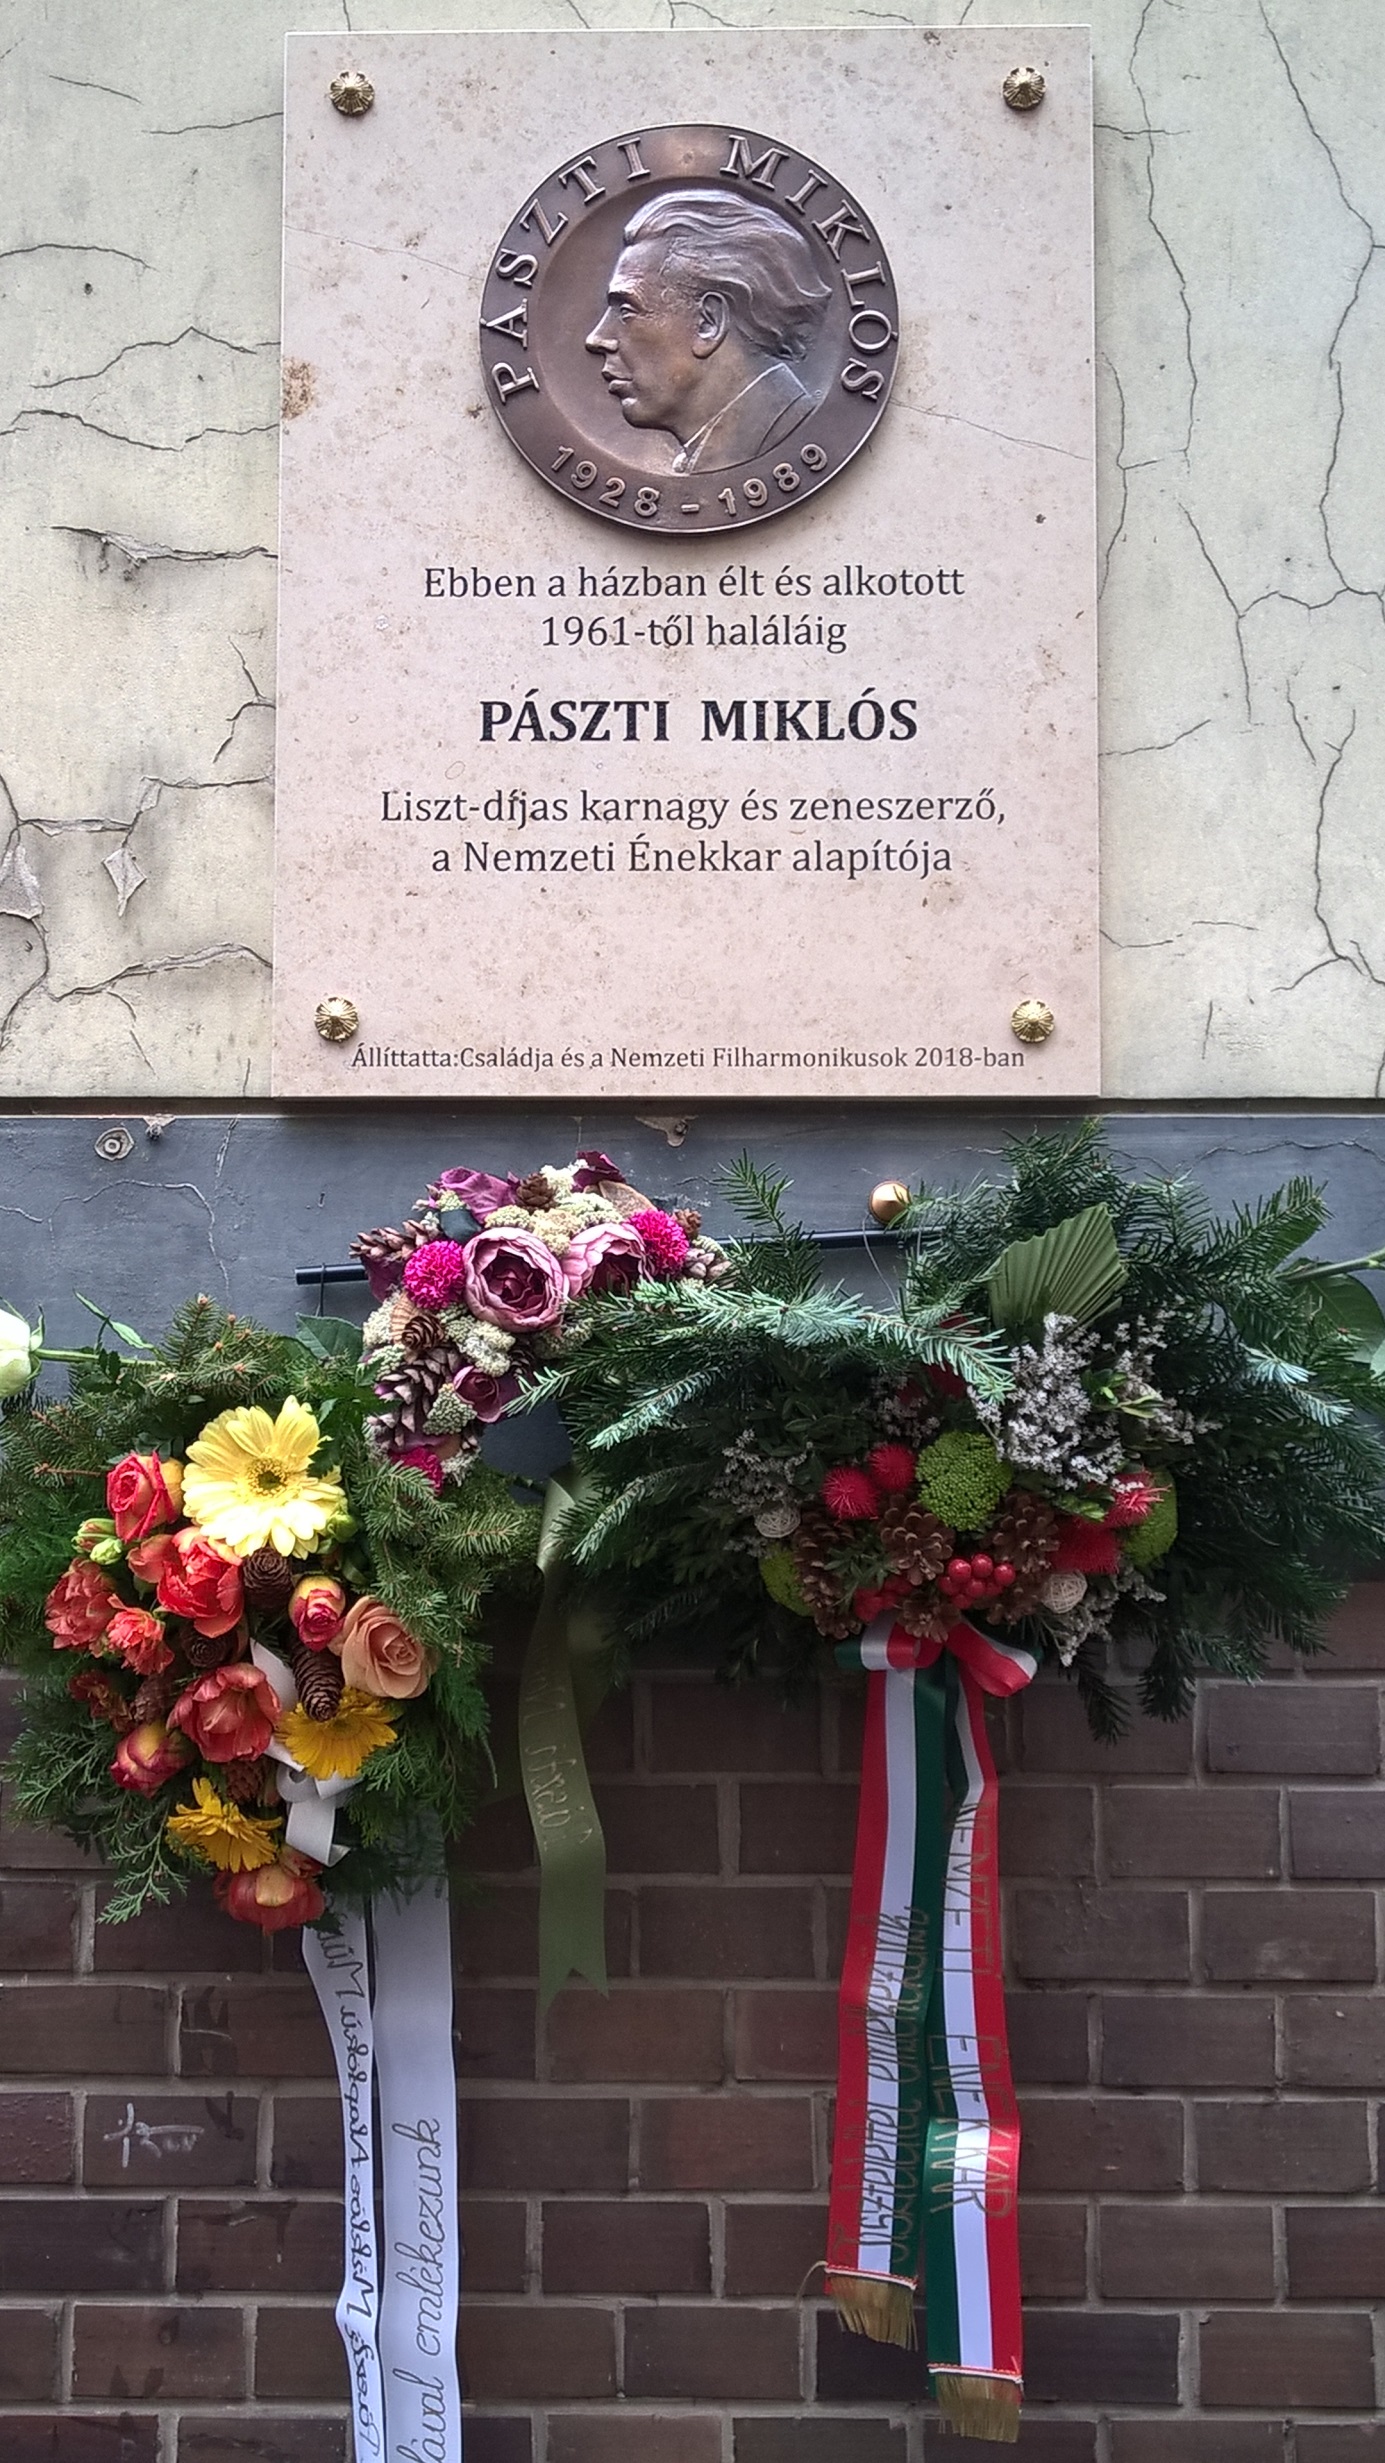 PÁSZTI MIKLÓS
1928 - 1989
Ebben a házban élt és alkotott
1961-től haláláig
PÁSZTI MIKLÓS
Liszt-díjas karnagy és zeneszerző,
a Nemzeti Énekkar alapítója
Állíttatta:Családja és a Nemzeti Filharmonikusok 2018-ban
emlékezünk
NEMZETI ÉNEKKAR